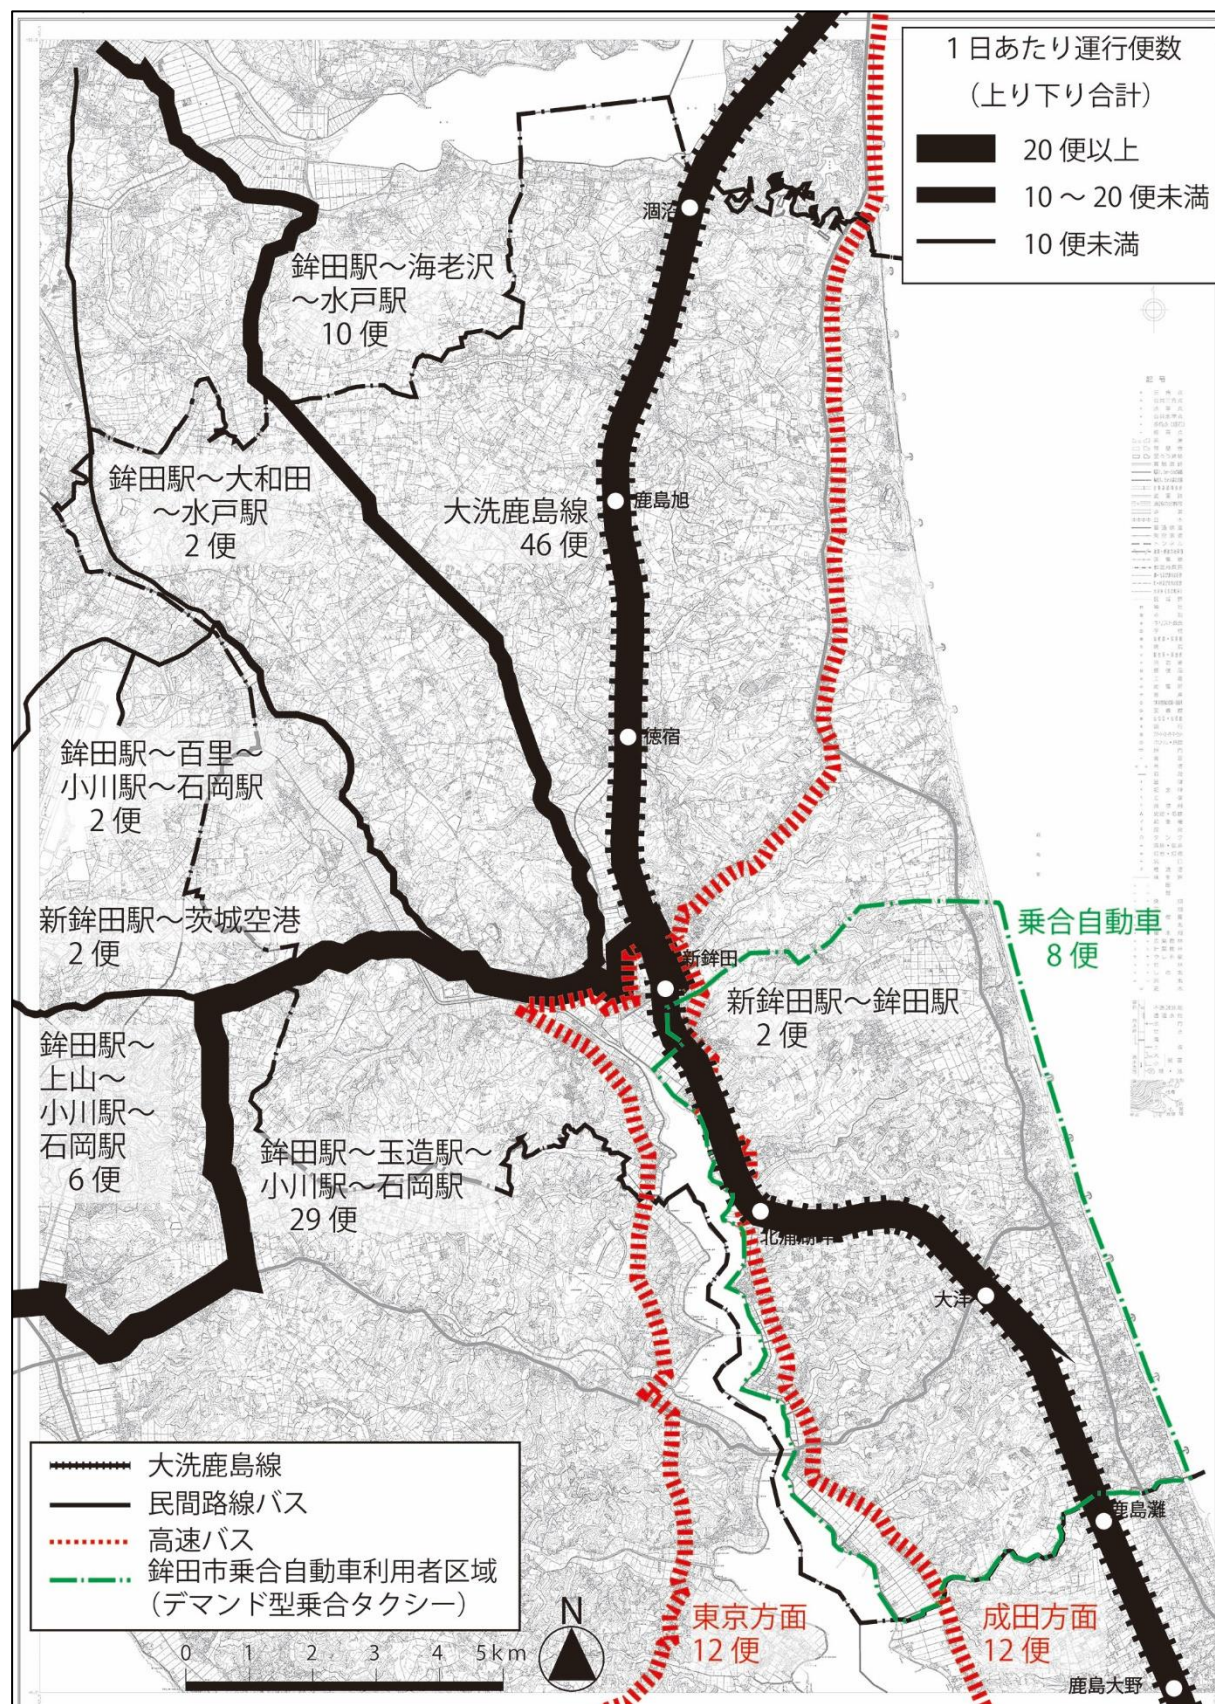 1日あたり運行便数
（上り下り合計）
20便以上
10～20便未満
10便未満
涸沼
鉾田駅～海老沢
～水戸駅
10便
鉾田駅～大和田
～水戸駅
2便
大洗鹿島線
46便
鹿島旭
徳宿
鉾田駅～百里～
小川駅～石岡駅
2便
新鉾田駅～茨城空港
2便
新鉾田
新鉾田駅～鉾田駅
2便
乗合自動車
8便
鉾田駅～
上山～
小川駅～
石岡駅
6便
鉾田駅～玉造駅～
小川駅～石岡駅
29便
大洋
大洗鹿島線
民間路線バス
高速バス
鉾田市乗合自動車利用者区域
（デマンド型乗合タクシー）
0 1 2 3 4 5km
N
東京方面
12便
成田方面
12便
鹿島灘
鹿島大野